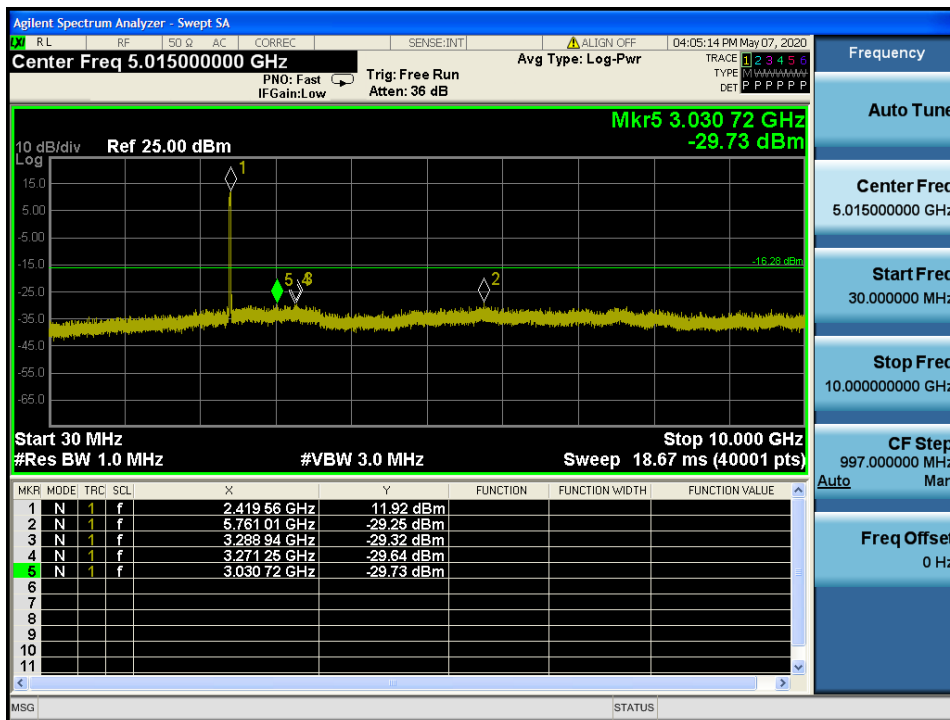 Agilent Spectrum Analyzer - Swept SA
LXI RL RF 50 Ω AC CORREC SENSE:INT ALIGN OFF 04:05:14 PM May 07, 2020
Center Freq 5.015000000 GHz
PNO: Fast
IFGain:Low
Trig: Free Run
Atten: 36 dB
Avg Type: Log-Pwr
TRACE 1 2 3 4 5 6
TYPE M
DET P P P P P P
Mkr5 3.030 72 GHz
-29.73 dBm
10 dB/div Ref 25.00 dBm
Log
15.0
5.00
-5.00
-15.0
-25.0
-35.0
-45.0
-55.0
-65.0
1
5
2
-16.28 dBm
Start 30 MHz Stop 10.000 GHz
#Res BW 1.0 MHz #VBW 3.0 MHz Sweep 18.67 ms (40001 pts)
MKR MODE TRC SCL X Y FUNCTION FUNCTION WIDTH FUNCTION VALUE
1 N 1 f 2.419 56 GHz 11.92 dBm
2 N 1 f 5.761 01 GHz -29.25 dBm
3 N 1 f 3.288 94 GHz -29.32 dBm
4 N 1 f 3.271 25 GHz -29.64 dBm
5 N 1 f 3.030 72 GHz -29.73 dBm
6
7
8
9
10
11
MSG STATUS
Frequency
Auto Tune
Center Freq
5.015000000 GHz
Start Freq
30.000000 MHz
Stop Freq
10.000000000 GHz
CF Step
997.000000 MHz
Auto Man
Freq Offset
0 Hz